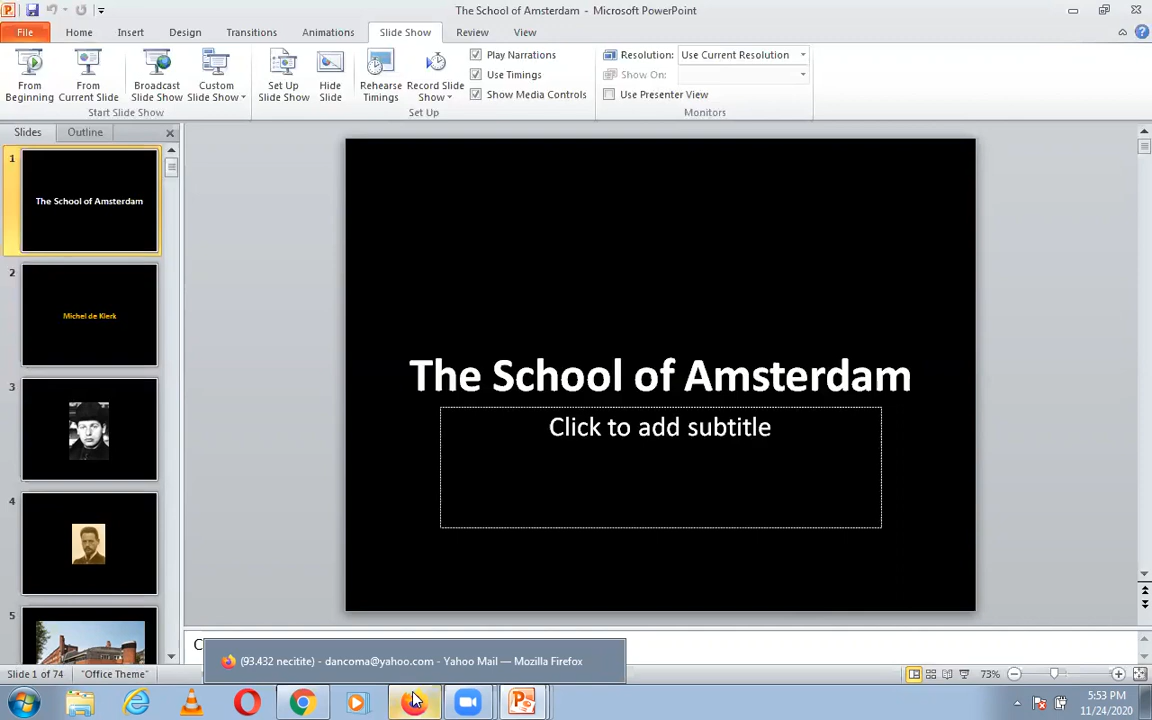 The School of Amsterdam - Microsoft PowerPoint
File Home Insert Design Transitions Animations Slide Show Review View
From Beginning
From Current Slide
Broadcast Slide Show
Custom Slide Show
Set Up Slide Show
Hide Slide
Rehearse Timings
Record Slide Show
Play Narrations
Use Timings
Show Media Controls
Resolution: Use Current Resolution
Show On:
Use Presenter View
Start Slide Show
Set Up
Monitors
Slides Outline
1
The School of Amsterdam
2
Michel de Klerk
3
4
5
The School of Amsterdam
Click to add subtitle
(93.432 necitite) - dancoma@yahoo.com - Yahoo Mail — Mozilla Firefox
Slide 1 of 74 "Office Theme" 73%
5:53 PM
11/24/2020